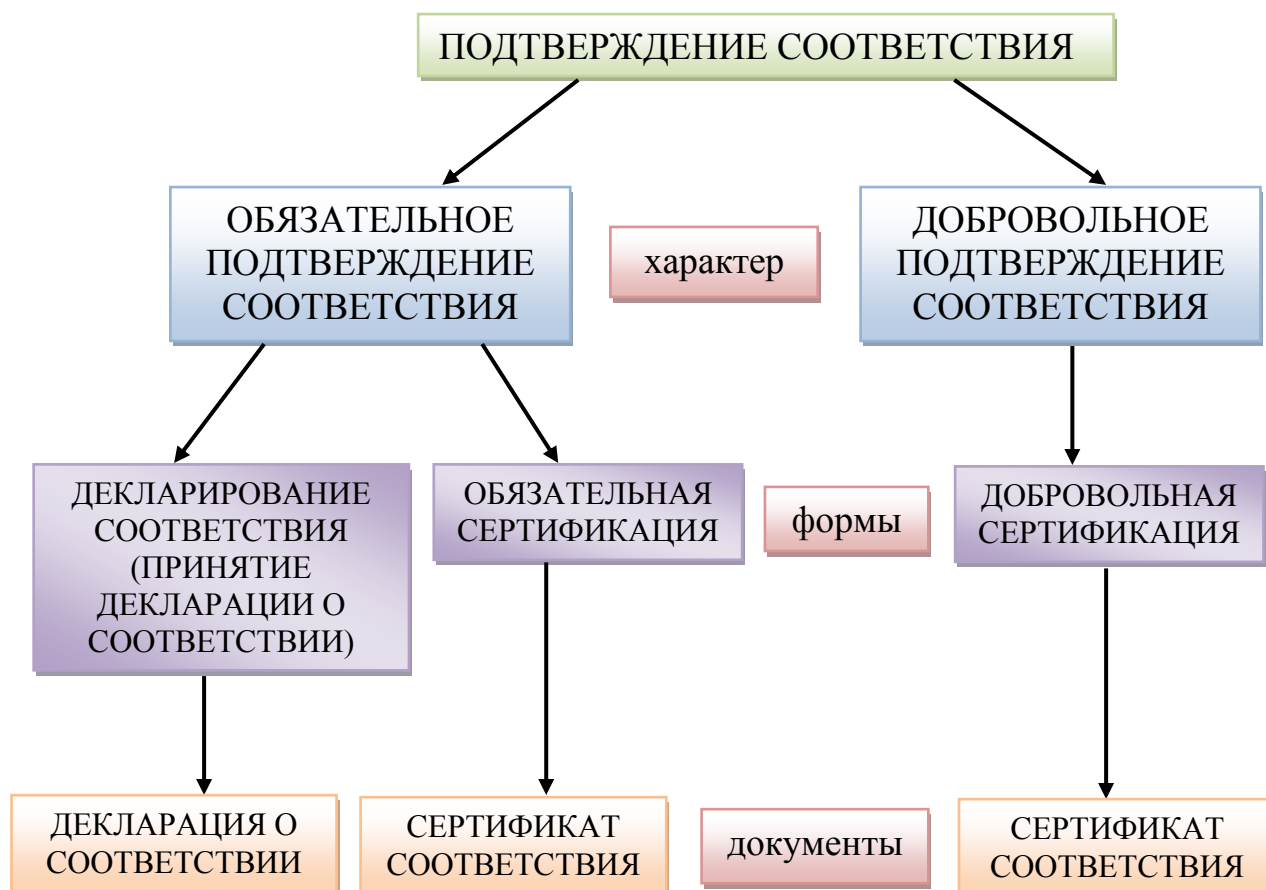 ПОДТВЕРЖДЕНИЕ СООТВЕТСТВИЯ
ОБЯЗАТЕЛЬНОЕ
ПОДТВЕРЖДЕНИЕ
СООТВЕТСТВИЯ
характер
ДОБРОВОЛЬНОЕ
ПОДТВЕРЖДЕНИЕ
СООТВЕТСТВИЯ
ДЕКЛАРИРОВАНИЕ
СООТВЕТСТВИЯ
(ПРИНЯТИЕ
ДЕКЛАРАЦИИ О
СООТВЕТСТВИИ)
ОБЯЗАТЕЛЬНАЯ
СЕРТИФИКАЦИЯ
формы
ДОБРОВОЛЬНАЯ
СЕРТИФИКАЦИЯ
ДЕКЛАРАЦИЯ О
СООТВЕТСТВИИ
СЕРТИФИКАТ
СООТВЕТСТВИЯ
документы
СЕРТИФИКАТ
СООТВЕТСТВИЯ